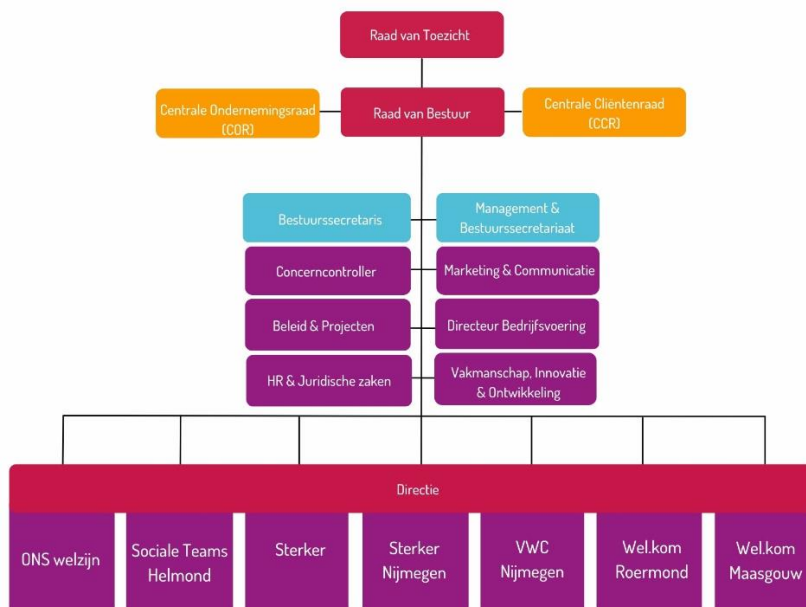 Raad van Toezicht
Centrale Ondernemingsraad
(COR)
Raad van Bestuur
Centrale Cliëntenraad
(CCR)
Bestuurssecretaris
Management &
Bestuurssecretariaat
Concerncontroller
Marketing & Communicatie
Beleid & Projecten
Directeur Bedrijfsvoering
HR & Juridische zaken
Vakmanschap, Innovatie
& Ontwikkeling
Directie
ONS welzijn
Sociale Teams
Helmond
Sterker
Sterker
Nijmegen
VWC
Nijmegen
Wel.kom
Roermond
Wel.kom
Maasgouw